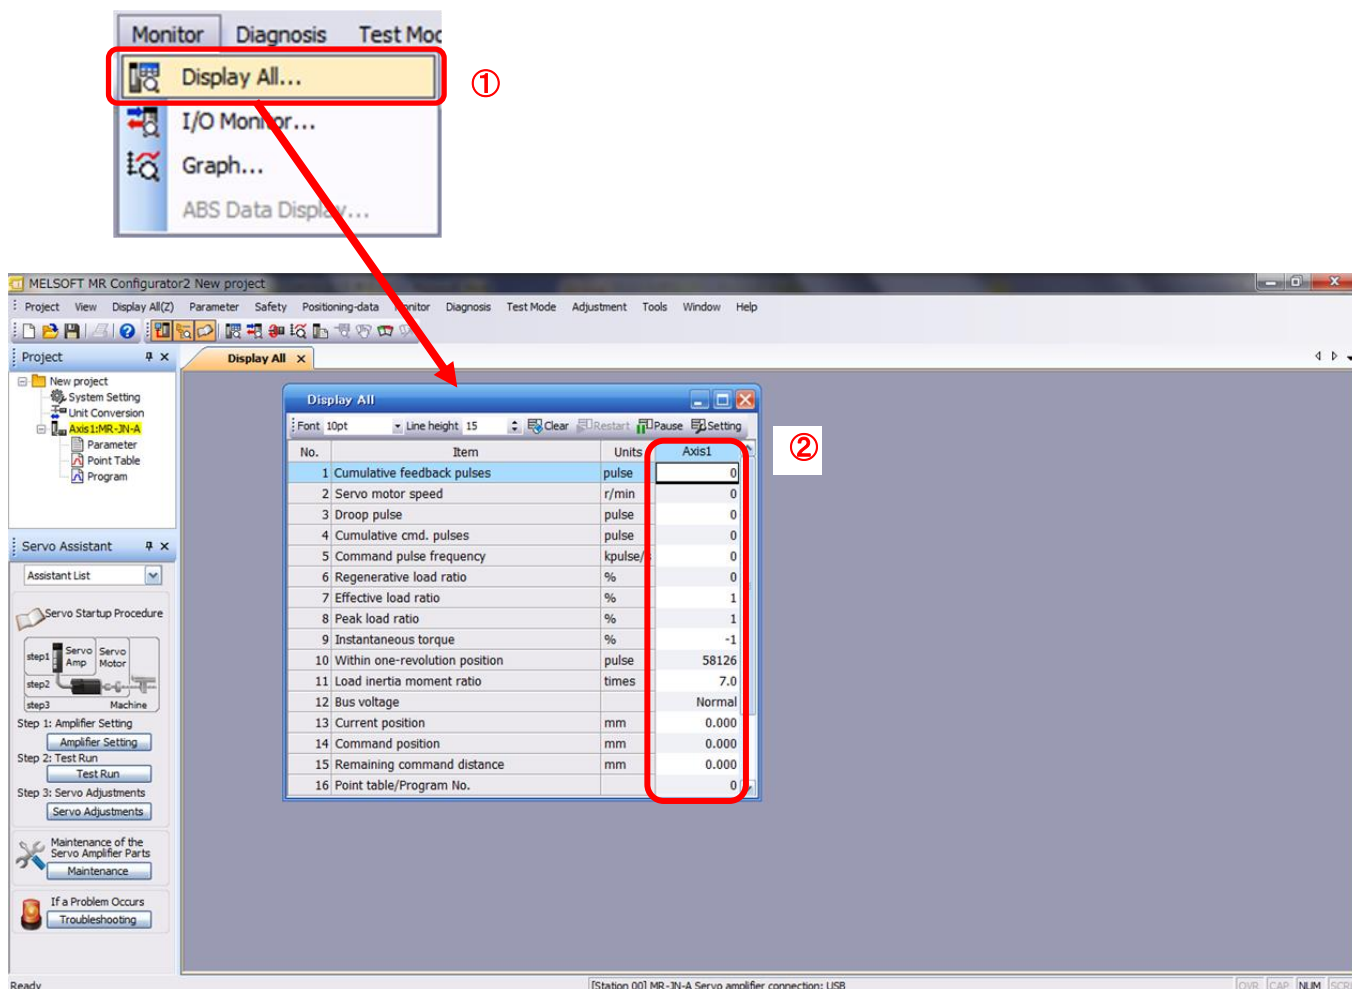 Monitor Diagnosis Test Mod
Display All...
①
I/O Monitor...
Graph...
ABS Data Display...
MELSOFT MR Configurator2 New project
Project View Display All(Z) Parameter Safety Positioning-data Monitor Diagnosis Test Mode Adjustment Tools Window Help
Project
Display All
New project
System Setting
Unit Conversion
Axis1:MR-JN-A
Parameter
Point Table
Program
Display All
Font 10pt Line height 15 Clear Restart Pause Setting
②
No. Item Units Axis1
1 Cumulative feedback pulses pulse 0
2 Servo motor speed r/min 0
3 Droop pulse pulse 0
4 Cumulative cmd. pulses pulse 0
5 Command pulse frequency kpulse/s 0
6 Regenerative load ratio % 0
7 Effective load ratio % 1
8 Peak load ratio % 1
9 Instantaneous torque % -1
10 Within one-revolution position pulse 58126
11 Load inertia moment ratio times 7.0
12 Bus voltage Normal
13 Current position mm 0.000
14 Command position mm 0.000
15 Remaining command distance mm 0.000
16 Point table/Program No. 0
Servo Assistant
Assistant List
Servo Startup Procedure
step1 Servo Amp Servo Motor
step2
step3 Machine
Step 1: Amplifier Setting
Amplifier Setting
Step 2: Test Run
Test Run
Step 3: Servo Adjustments
Servo Adjustments
Maintenance of the
Servo Amplifier Parts
Maintenance
If a Problem Occurs
Troubleshooting
Ready [Station 00] MR-JN-A Servo amplifier connection: USB OVR CAP NUM SCRL